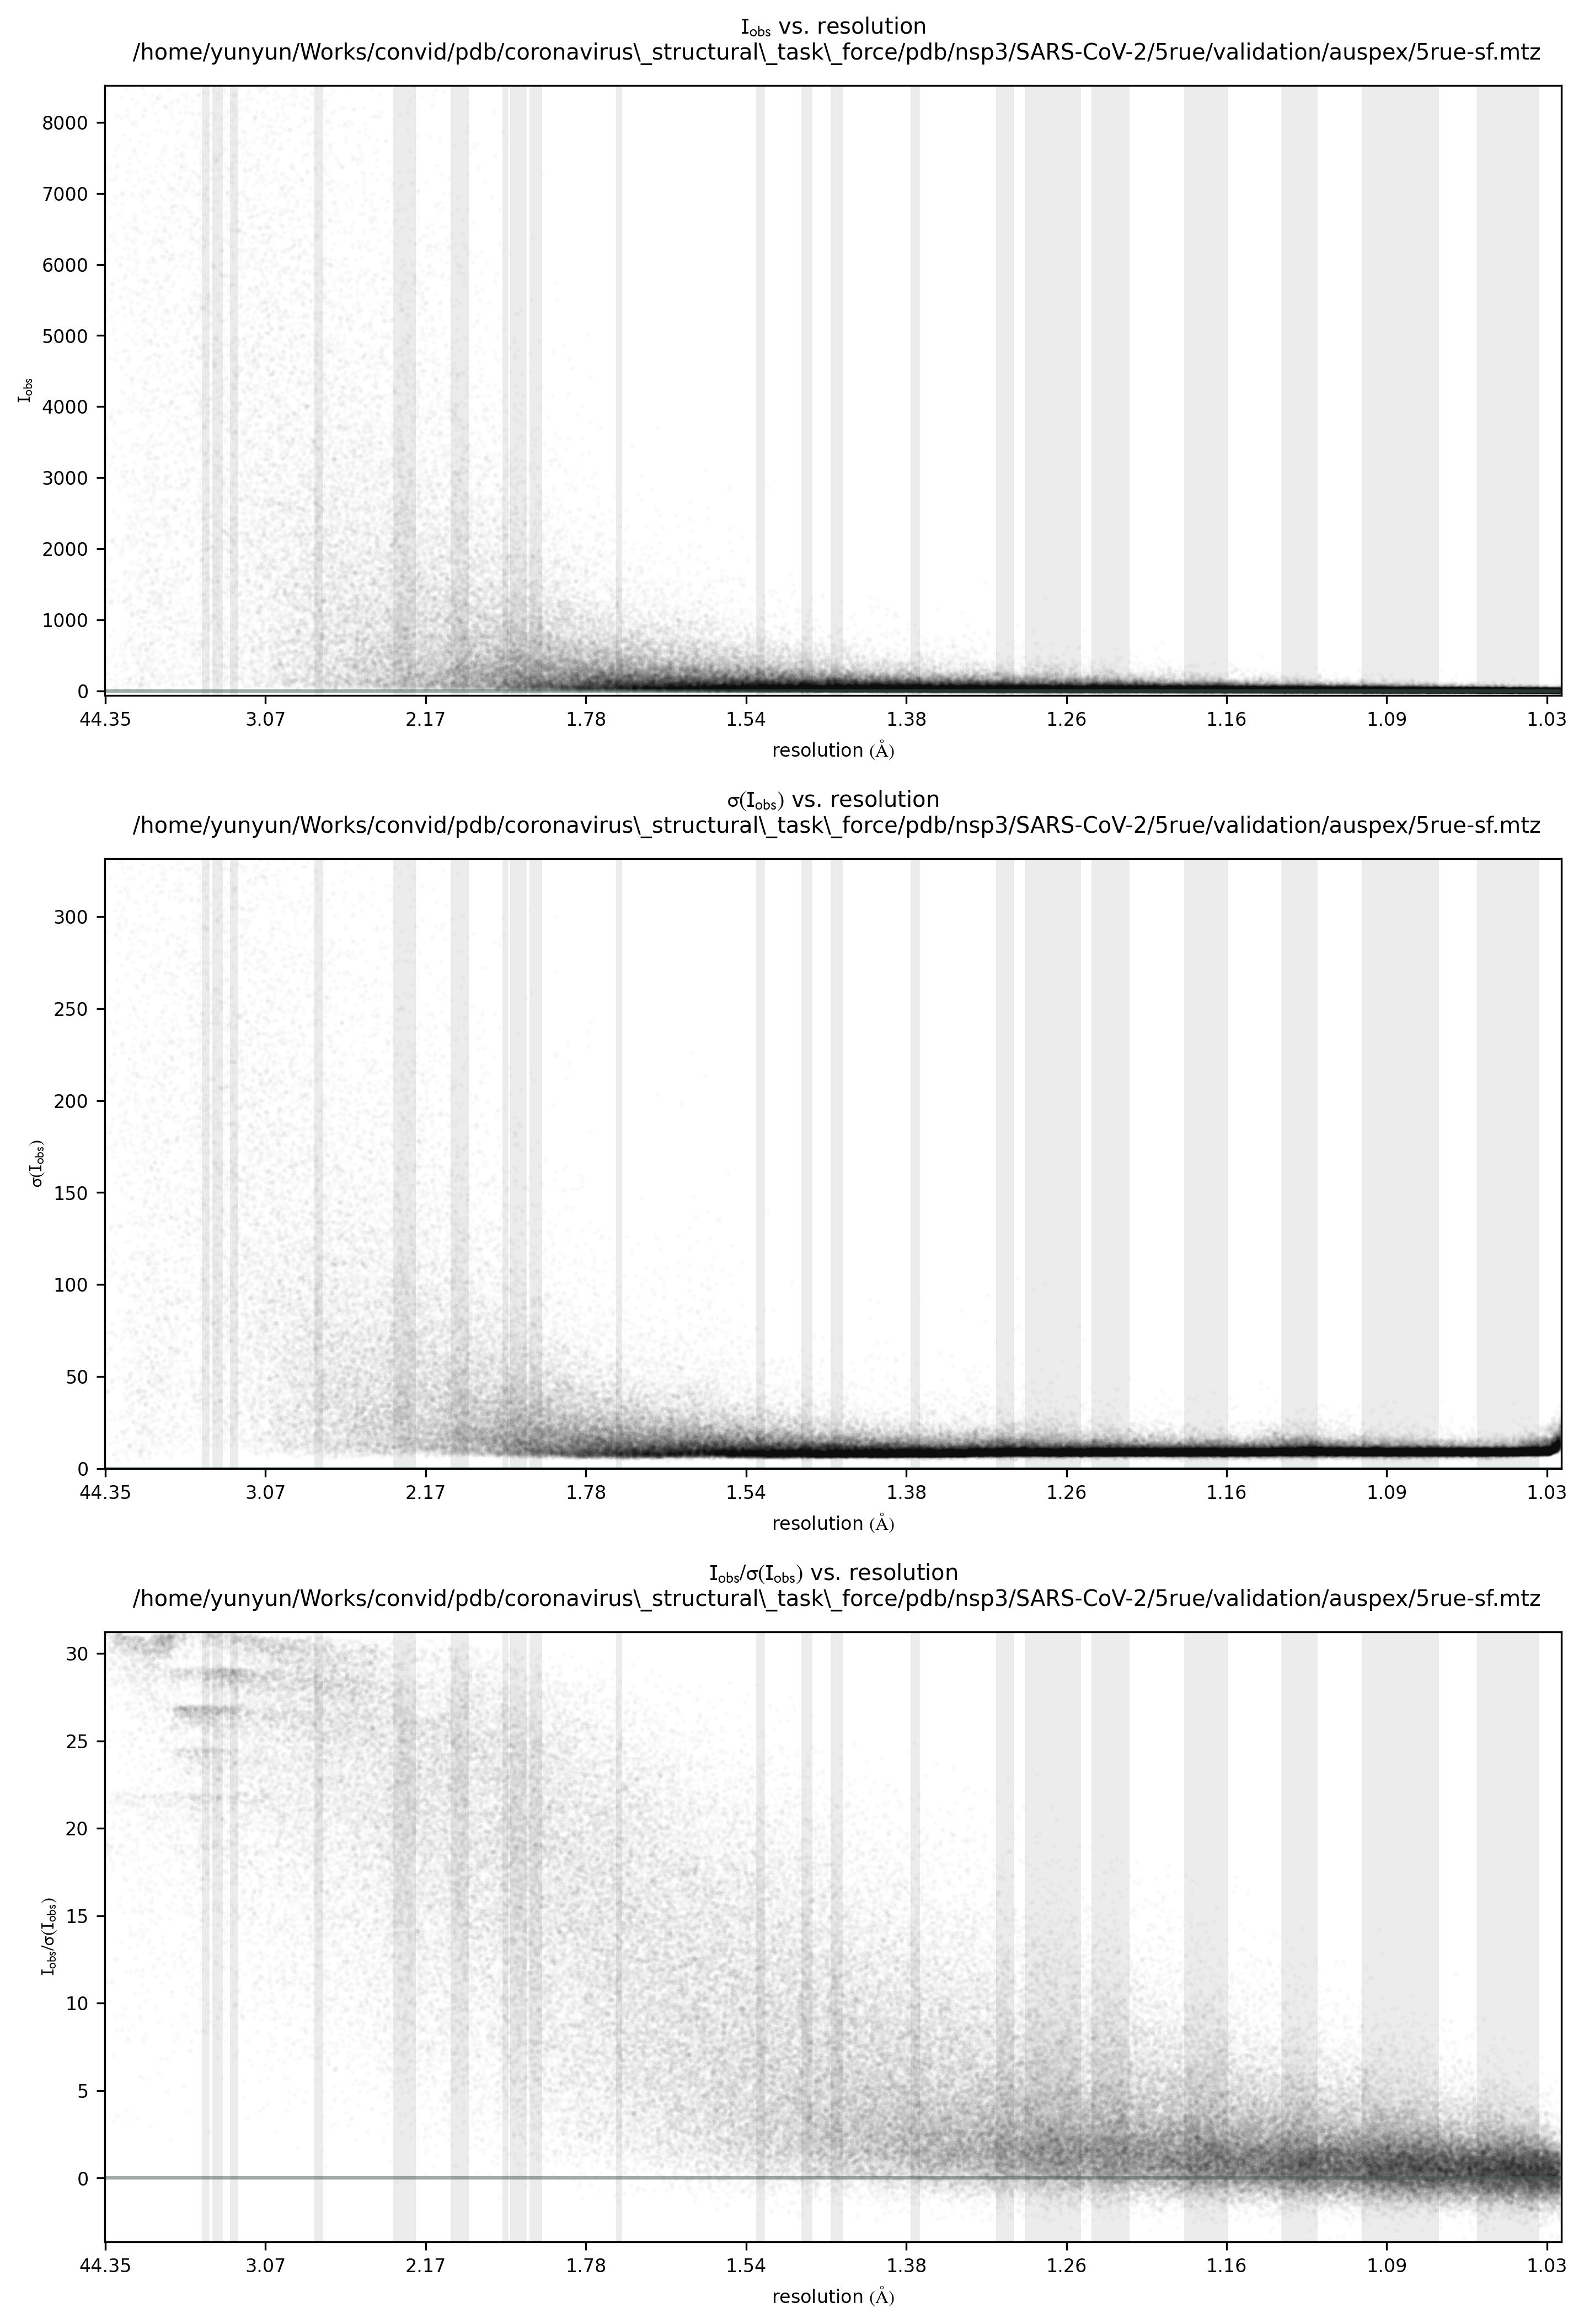 I_obs vs. resolution
/home/yunyun/Works/convid/pdb/coronavirus\_structural\_task\_force/pdb/nsp3/SARS-CoV-2/5rue/validation/auspex/5rue-sf.mtz
8000
7000
6000
5000
4000
3000
2000
1000
0
I_obs
44.35 3.07 2.17 1.78 1.54 1.38 1.26 1.16 1.09 1.03
resolution (Å)
σ(I_obs) vs. resolution
/home/yunyun/Works/convid/pdb/coronavirus\_structural\_task\_force/pdb/nsp3/SARS-CoV-2/5rue/validation/auspex/5rue-sf.mtz
300
250
200
150
100
50
0
σ(I_obs)
44.35 3.07 2.17 1.78 1.54 1.38 1.26 1.16 1.09 1.03
resolution (Å)
I_obs/σ(I_obs) vs. resolution
/home/yunyun/Works/convid/pdb/coronavirus\_structural\_task\_force/pdb/nsp3/SARS-CoV-2/5rue/validation/auspex/5rue-sf.mtz
30
25
20
15
10
5
0
I_obs/σ(I_obs)
44.35 3.07 2.17 1.78 1.54 1.38 1.26 1.16 1.09 1.03
resolution (Å)